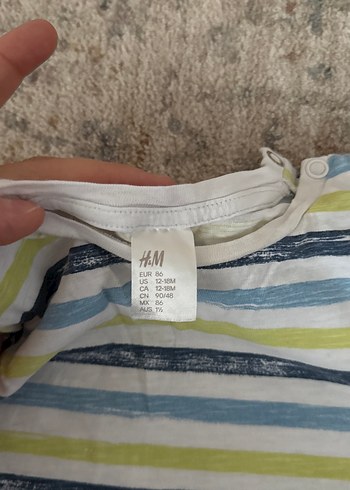 H&M
EUR 86
US 12-18M
CA 12-18M
CN 90/48
MX 86
AUS 1½